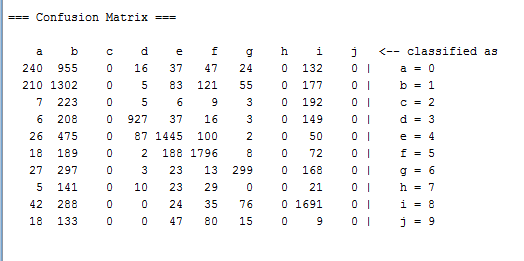 === Confusion Matrix ===
a b c d e f g h i j <-- classified as
240 955 0 16 37 47 24 0 132 0 | a = 0
210 1302 0 5 83 121 55 0 177 0 | b = 1
7 223 0 5 6 9 3 0 192 0 | c = 2
6 208 0 927 37 16 3 0 149 0 | d = 3
26 475 0 87 1445 100 2 0 50 0 | e = 4
18 189 0 2 188 1796 8 0 72 0 | f = 5
27 297 0 3 23 13 299 0 168 0 | g = 6
5 141 0 10 23 29 0 0 21 0 | h = 7
42 288 0 0 24 35 76 0 1691 0 | i = 8
18 133 0 0 47 80 15 0 9 0 | j = 9